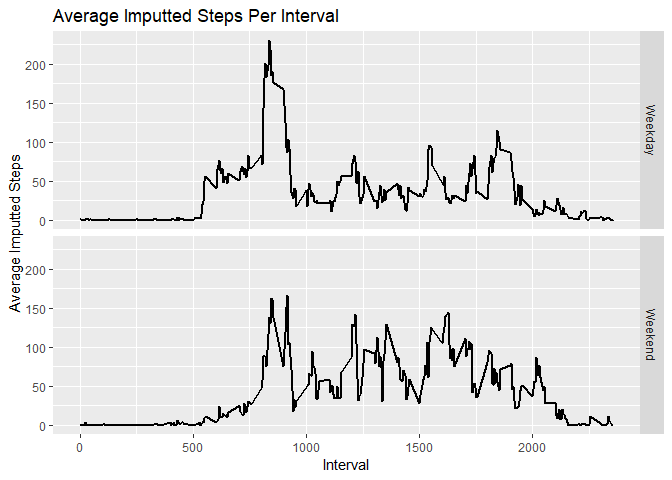 Average Imputted Steps Per Interval
Average Imputted Steps
200
150
100
50
0
Weekday
200
150
100
50
0
Weekend
0 500 1000 1500 2000
Interval